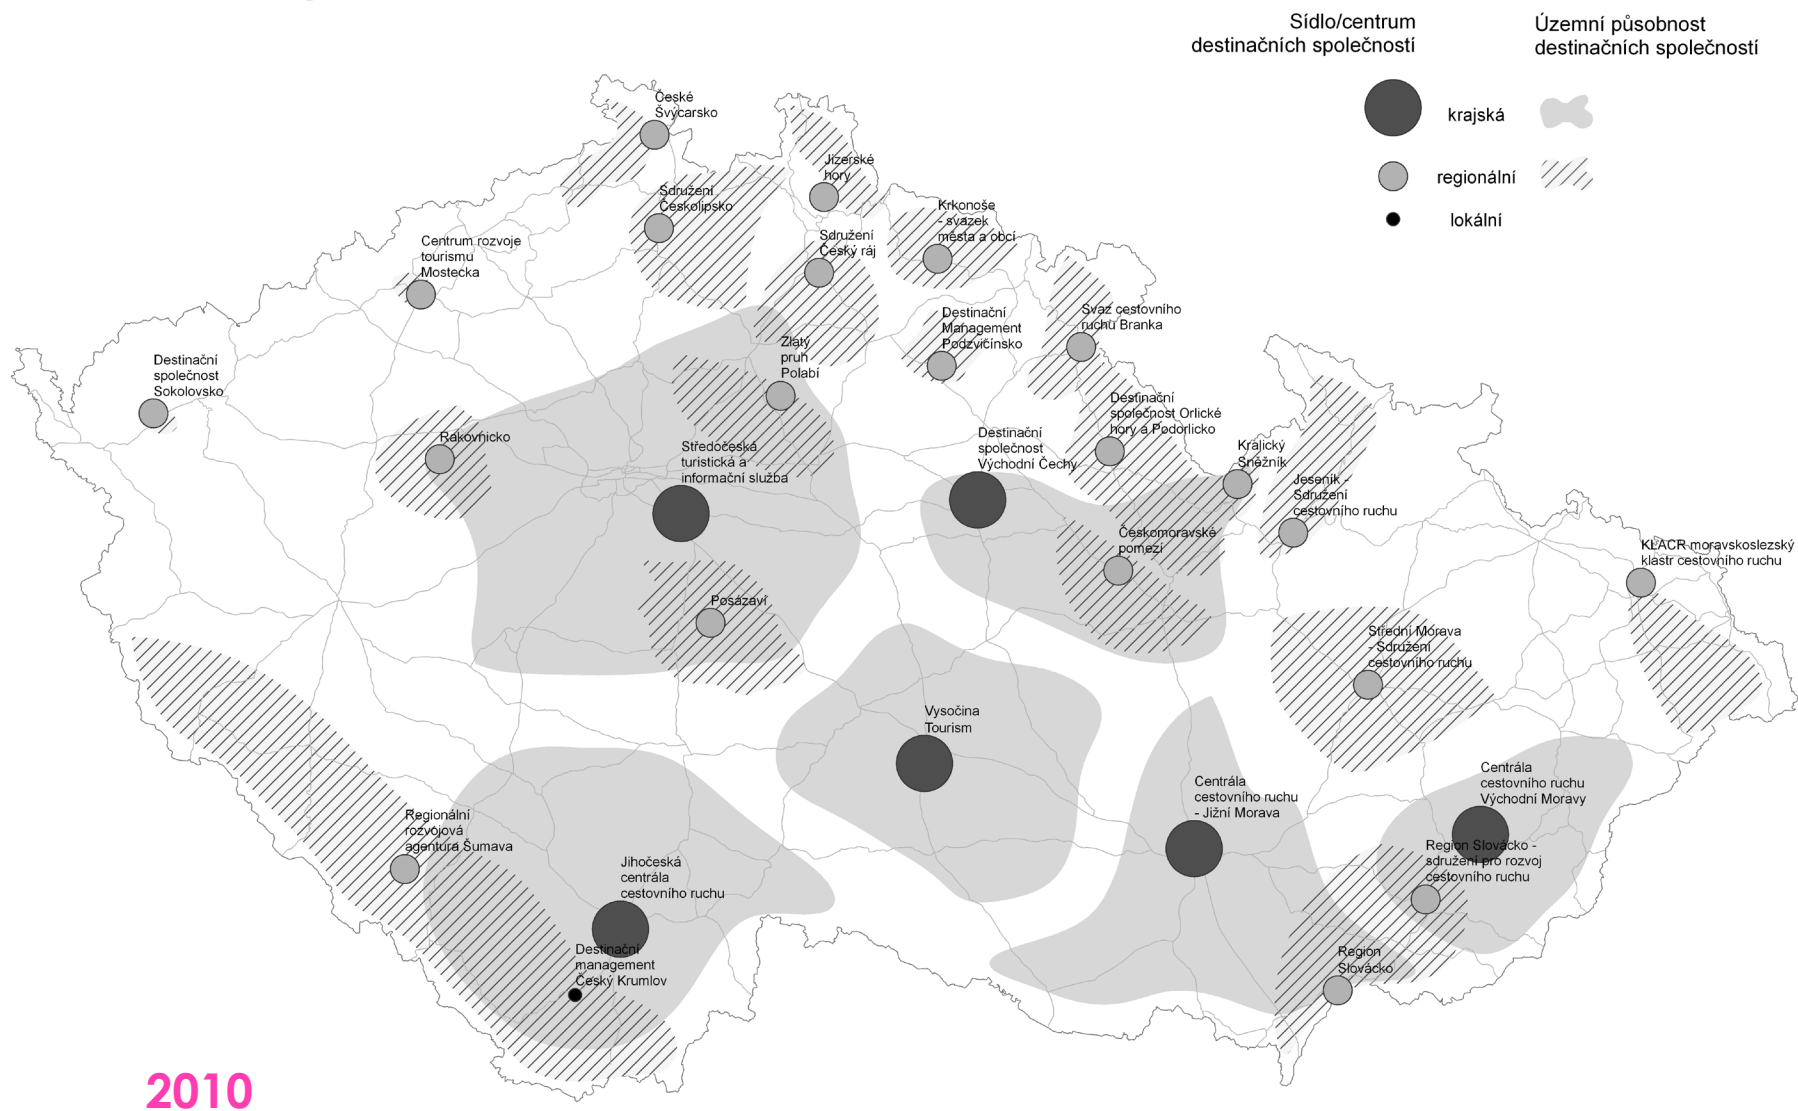 Sídlo/centrum
destinačních společností
Územní působnost
destinačních společností
krajská
regionální
lokální
České
Švýcarsko
Jizerské
hory
Sdružení
Českolipsko
Krkonoše
- svazek
města a obcí
Centrum rozvoje
tourismu
Mostecka
Sdružení
Český ráj
Destinační
Management
Podzvičinsko
Svaz cestovního
ruchu Branka
Zlatý
pruh
Polabí
Destinační
společnost
Sokolovsko
Destinační
společnost Orlické
hory a Podorlicko
Rakovnicko
Středočeská
turistická a
informační služba
Destinační
společnost
Východní Čechy
Králický
Sněžník
Jeseník -
Sdružení
cestovního ruchu
Českomoravské
pomezí
KLACR moravskoslezský
klastr cestovního ruchu
Posázaví
Střední Morava
- Sdružení
cestovního ruchu
Vysočina
Tourism
Centrála
cestovního ruchu
- Jižní Morava
Centrála
cestovního ruchu
Východní Moravy
Regionální
rozvojová
agentura Šumava
Region Slovácko -
sdružení pro rozvoj
cestovního ruchu
Jihočeská
centrála
cestovního ruchu
Destinační
management
Český Krumlov
Region
Slovácko
2010